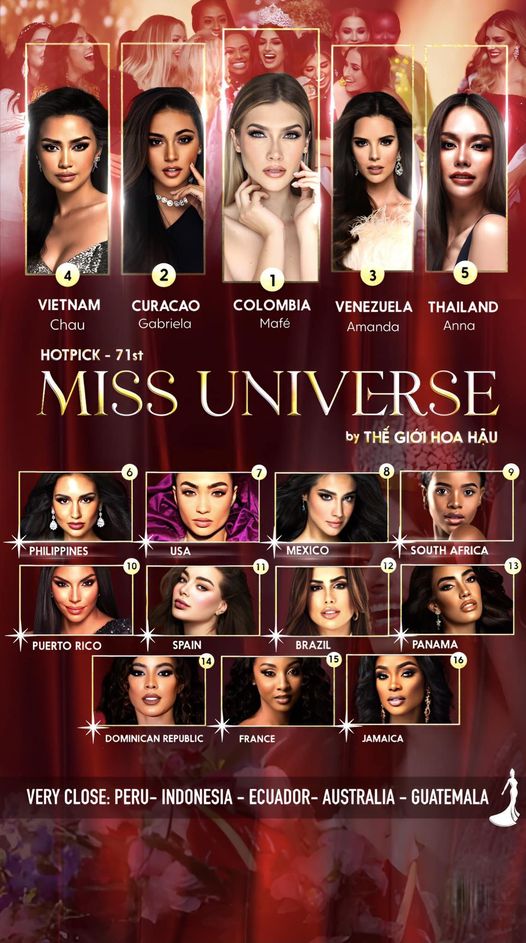 4
2
1
3
5
VIETNAM
Chau
CURACAO
Gabriela
COLOMBIA
Mafé
VENEZUELA
Amanda
THAILAND
Anna
HOTPICK - 71st
MISS UNIVERSE
by THẾ GIỚI HOA HẬU
6
PHILIPPINES
7
USA
8
MEXICO
9
SOUTH AFRICA
10
PUERTO RICO
11
SPAIN
12
BRAZIL
13
PANAMA
14
DOMINICAN REPUBLIC
15
FRANCE
16
JAMAICA
VERY CLOSE: PERU- INDONESIA - ECUADOR- AUSTRALIA - GUATEMALA